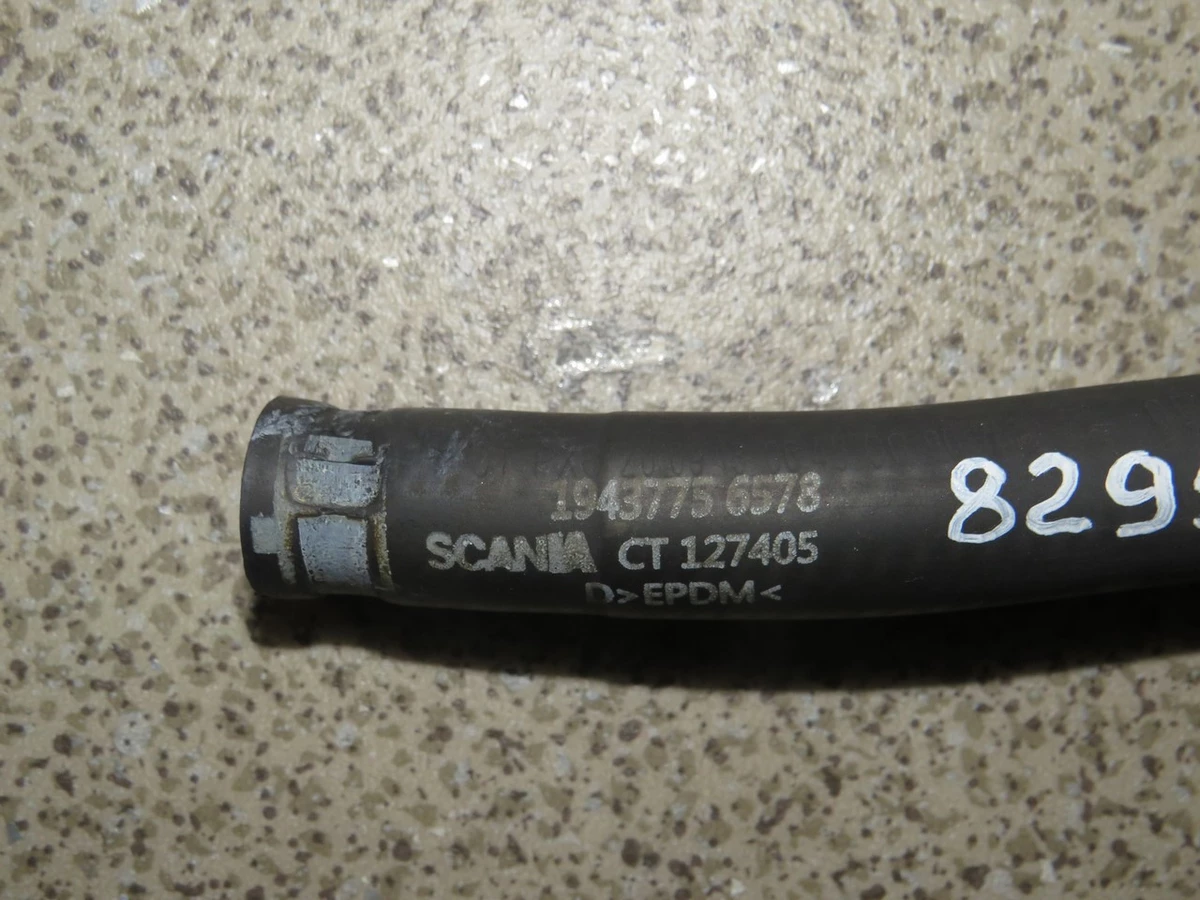 1943775 6578
SCANIA CT 127405
D>EPDM<
829